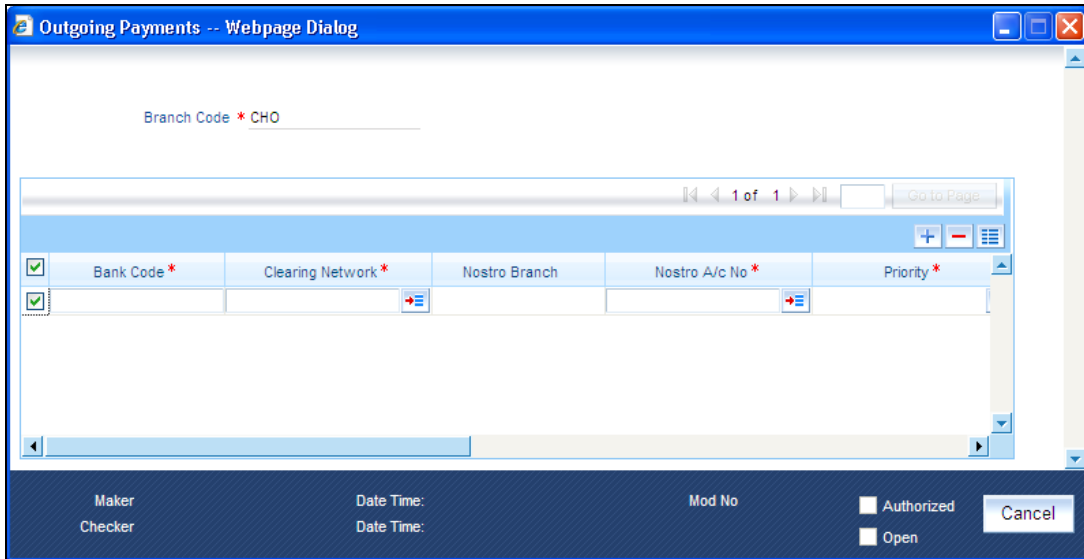 Outgoing Payments -- Webpage Dialog
Branch Code * CHO
1 of 1 Go to Page
Bank Code * Clearing Network * Nostro Branch Nostro A/c No * Priority *
Maker Date Time: Mod No Authorized Cancel
Checker Date Time: Open